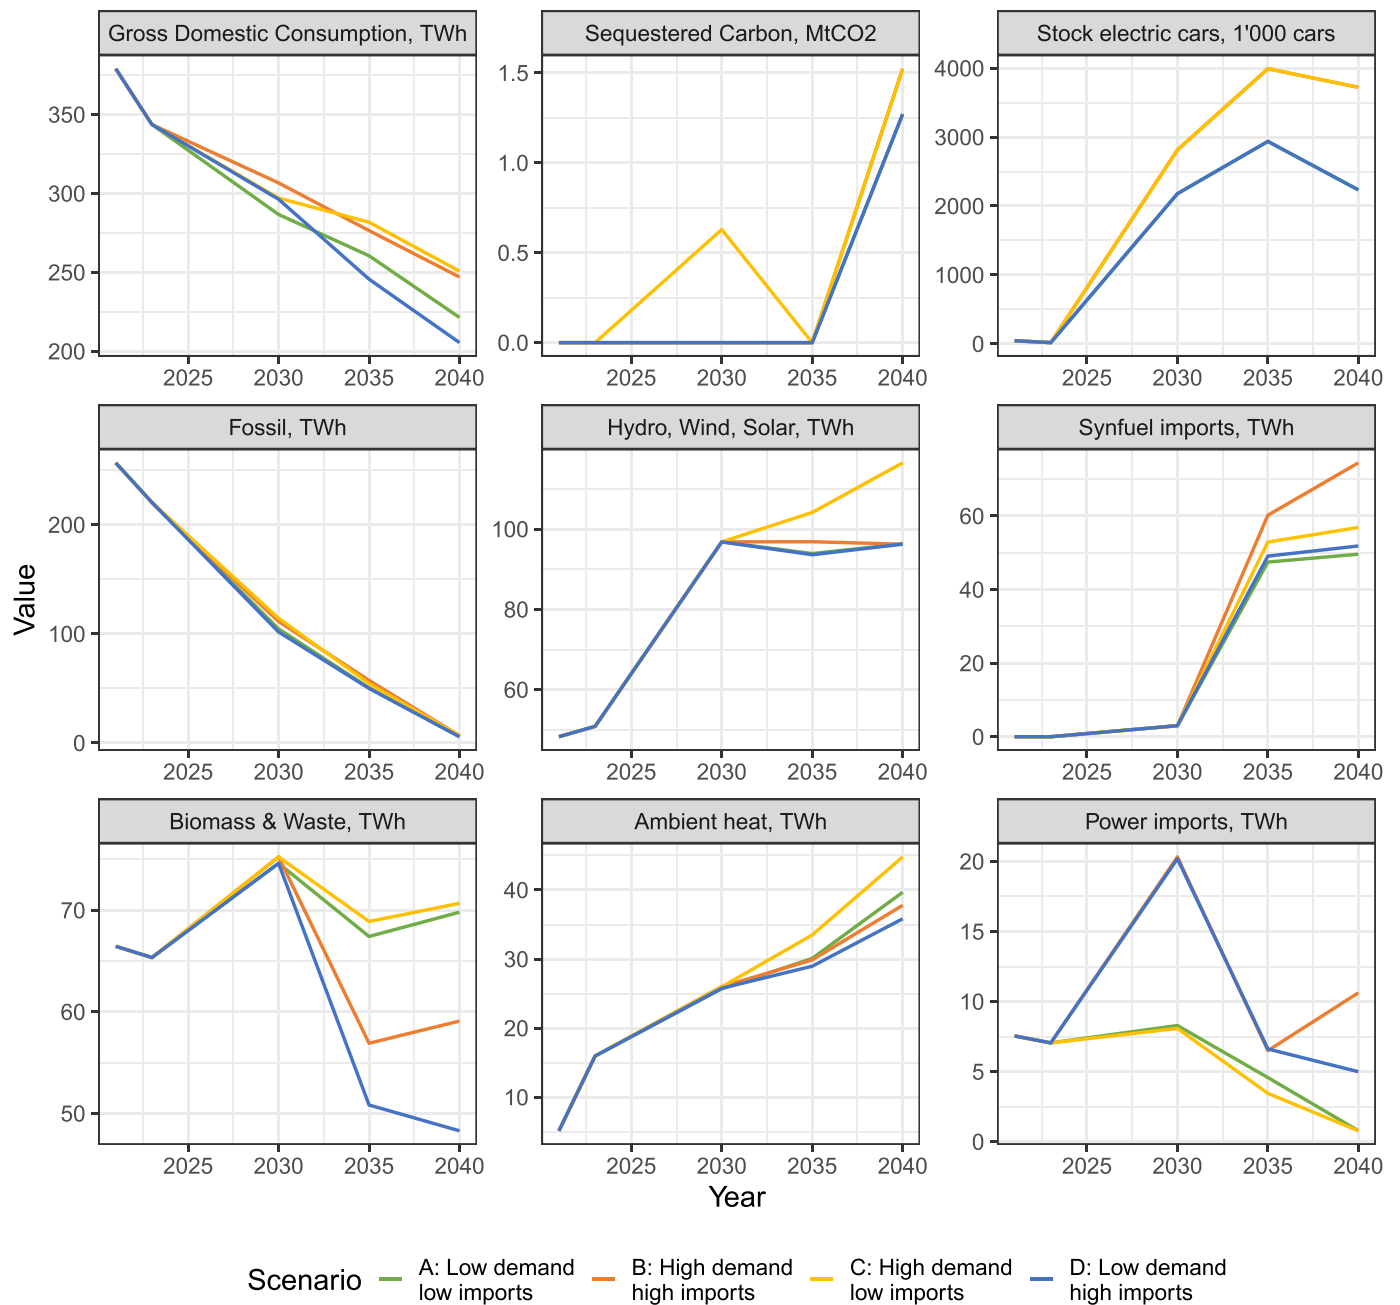 Gross Domestic Consumption, TWh
Sequestered Carbon, MtCO2
Stock electric cars, 1'000 cars
350
300
250
200
2025 2030 2035 2040
1.5
1.0
0.5
0.0
2025 2030 2035 2040
4000
3000
2000
1000
0
2025 2030 2035 2040
Fossil, TWh
Hydro, Wind, Solar, TWh
Synfuel imports, TWh
Value
200
100
0
2025 2030 2035 2040
100
80
60
2025 2030 2035 2040
60
40
20
0
2025 2030 2035 2040
Biomass & Waste, TWh
Ambient heat, TWh
Power imports, TWh
70
60
50
2025 2030 2035 2040
40
30
20
10
2025 2030 2035 2040
20
15
10
5
0
2025 2030 2035 2040
Year
Scenario
A: Low demand
low imports
B: High demand
high imports
C: High demand
low imports
D: Low demand
high imports